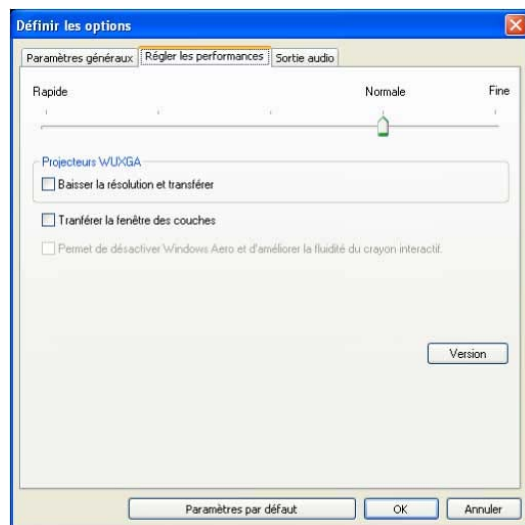 Définir les options
Paramètres généraux Régler les performances Sortie audio
Rapide Normale Fine
Projecteurs WUXGA
Baisser la résolution et transférer
Tranférer la fenêtre des couches
Permet de désactiver Windows Aero et d'améliorer la fluidité du crayon interactif.
Version
Paramètres par défaut OK Annuler